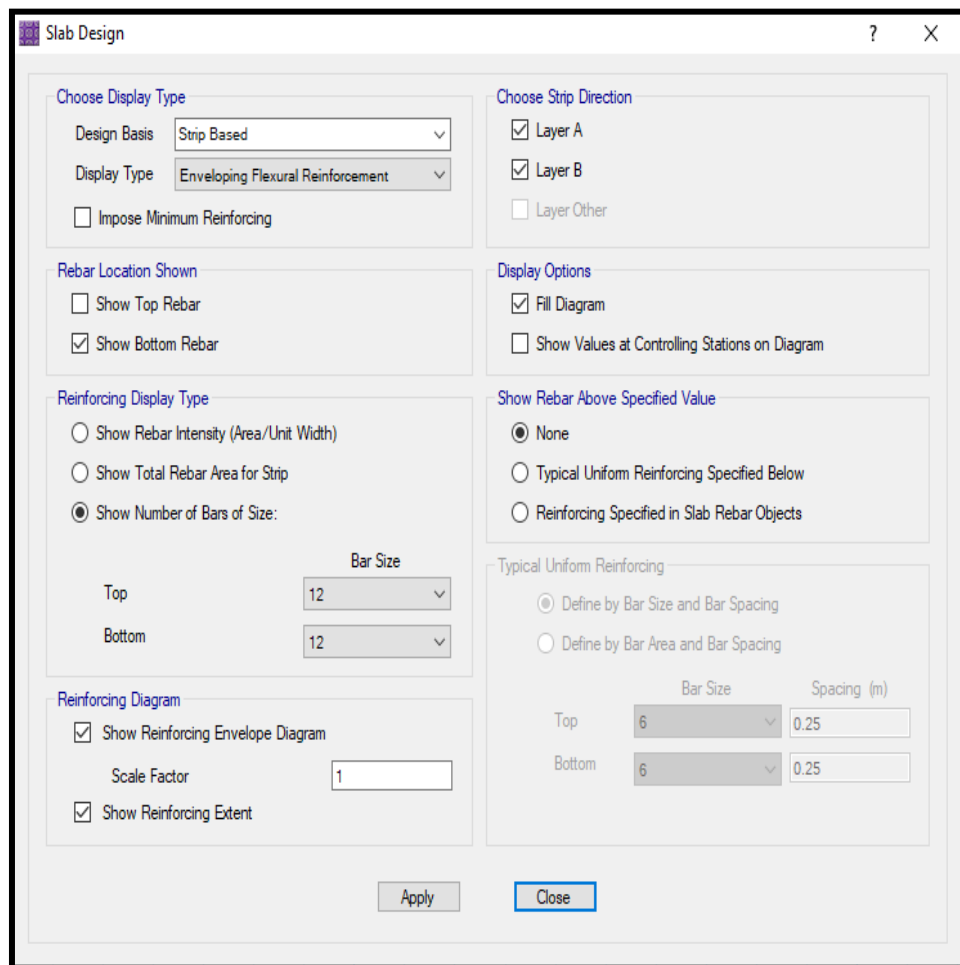 Slab Design
?
Choose Display Type
Design Basis Strip Based
Display Type Enveloping Flexural Reinforcement
Impose Minimum Reinforcing
Rebar Location Shown
Show Top Rebar
Show Bottom Rebar
Reinforcing Display Type
Show Rebar Intensity (Area/Unit Width)
Show Total Rebar Area for Strip
Show Number of Bars of Size:
Bar Size
Top 12
Bottom 12
Reinforcing Diagram
Show Reinforcing Envelope Diagram
Scale Factor 1
Show Reinforcing Extent
Choose Strip Direction
Layer A
Layer B
Layer Other
Display Options
Fill Diagram
Show Values at Controlling Stations on Diagram
Show Rebar Above Specified Value
None
Typical Uniform Reinforcing Specified Below
Reinforcing Specified in Slab Rebar Objects
Typical Uniform Reinforcing
Define by Bar Size and Bar Spacing
Define by Bar Area and Bar Spacing
Bar Size Spacing (m)
Top 6 0.25
Bottom 6 0.25
Apply Close